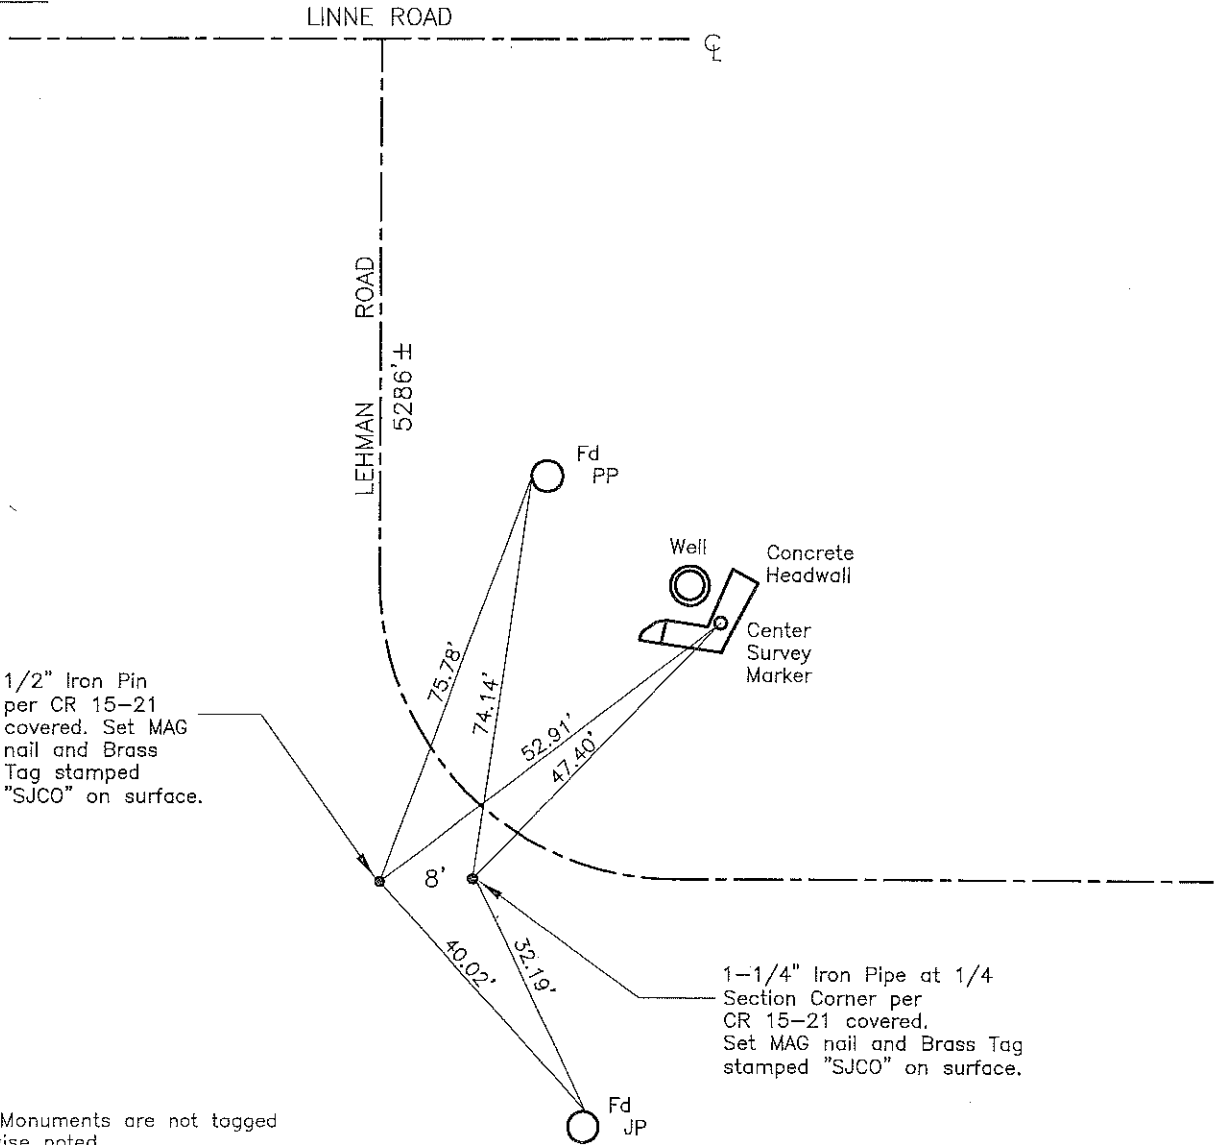 LINNE ROAD
℄
LEHMAN ROAD
5286'±
Fd
PP
Well
Concrete
Headwall
Center
Survey
Marker
75.78'
74.14'
52.91'
47.40'
1/2" Iron Pin
per CR 15-21
covered. Set MAG
nail and Brass
Tag stamped
"SJCO" on surface.
8'
40.02'
32.19'
1-1/4" Iron Pipe at 1/4
Section Corner per
CR 15-21 covered.
Set MAG nail and Brass Tag
stamped "SJCO" on surface.
Fd
JP
Monuments are not tagged
noted